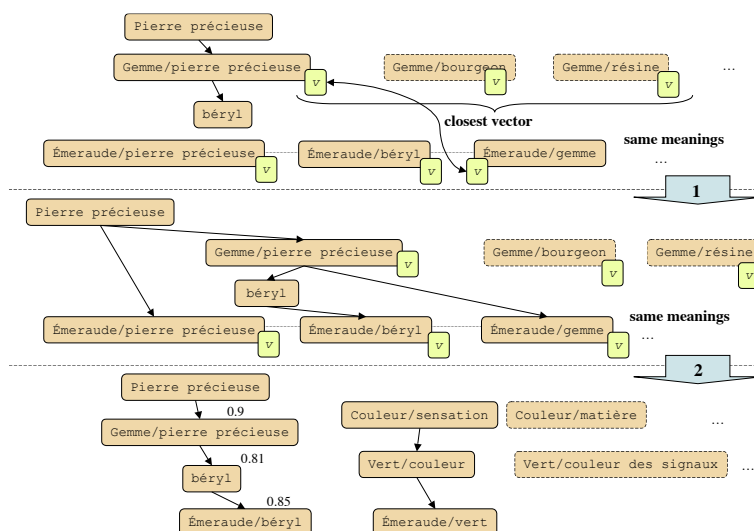 Pierre précieuse
Gemme/pierre précieuse
v
Gemme/bourgeon
v
Gemme/résine
v
...
béryl
closest vector
same meanings
Émeraude/pierre précieuse
v
Émeraude/béryl
v
v
Émeraude/gemme
...
1
Pierre précieuse
Gemme/pierre précieuse
v
Gemme/bourgeon
v
Gemme/résine
v
béryl
same meanings
Émeraude/pierre précieuse
v
Émeraude/béryl
v
Émeraude/gemme
v
...
2
Pierre précieuse
0.9
Couleur/sensation
Couleur/matière
...
Gemme/pierre précieuse
0.81
béryl
Vert/couleur
Vert/couleur des signaux
...
0.85
Émeraude/béryl
Émeraude/vert